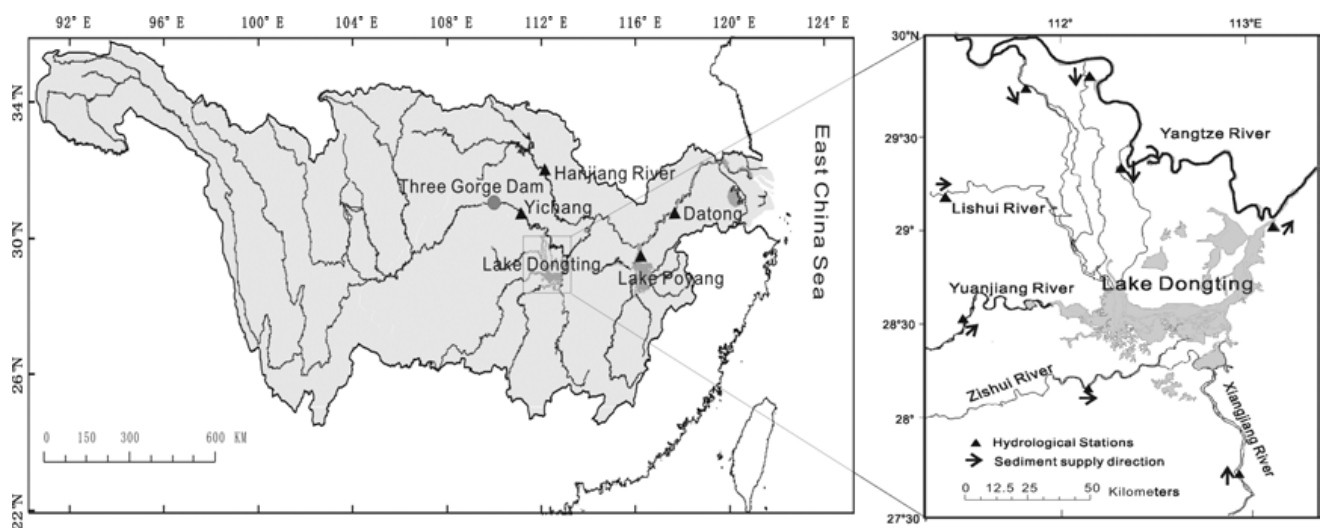 92° E
96° E
100° E
104° E
108° E
112° E
116° E
120° E
124° E
34°N
30°N
26°N
22°N
Hanjiang River
Three Gorge Dam
Yichang
Datong
Lake Dongting
Lake Poyang
East China Sea
0 150 300 600 KM
112°
113°
30°N
29°30
29°
28°30
28°
27°30
Yangtze River
Lishui River
Lake Dongting
Yuanjiang River
Zishui River
Xiangjiang River
Hydrological Stations
Sediment supply direction
0 12.5 25 50 Kilometers